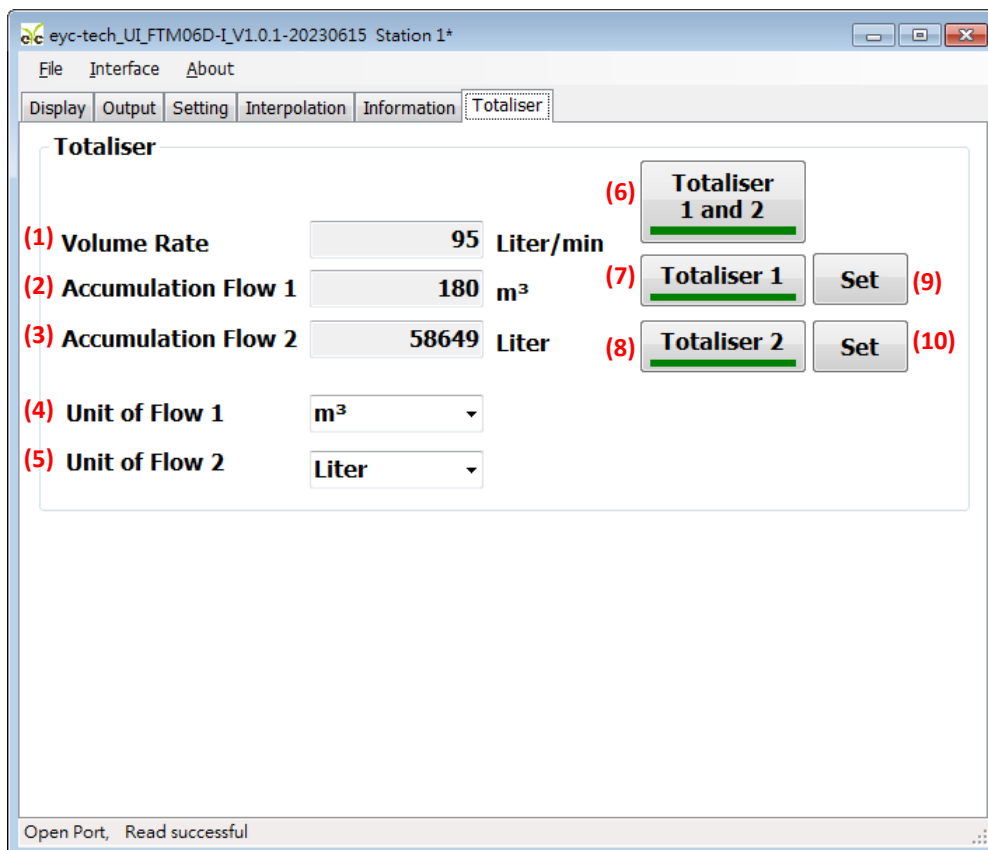 eyc-tech_UI_FTM06D-I_V1.0.1-20230615 Station 1*
File Interface About
Display Output Setting Interpolation Information Totaliser
Totaliser
(1) Volume Rate 95 Liter/min
(2) Accumulation Flow 1 180 m³
(3) Accumulation Flow 2 58649 Liter
(4) Unit of Flow 1 m³
(5) Unit of Flow 2 Liter
(6) Totaliser
1 and 2
(7) Totaliser 1 Set (9)
(8) Totaliser 2 Set (10)
Open Port, Read successful